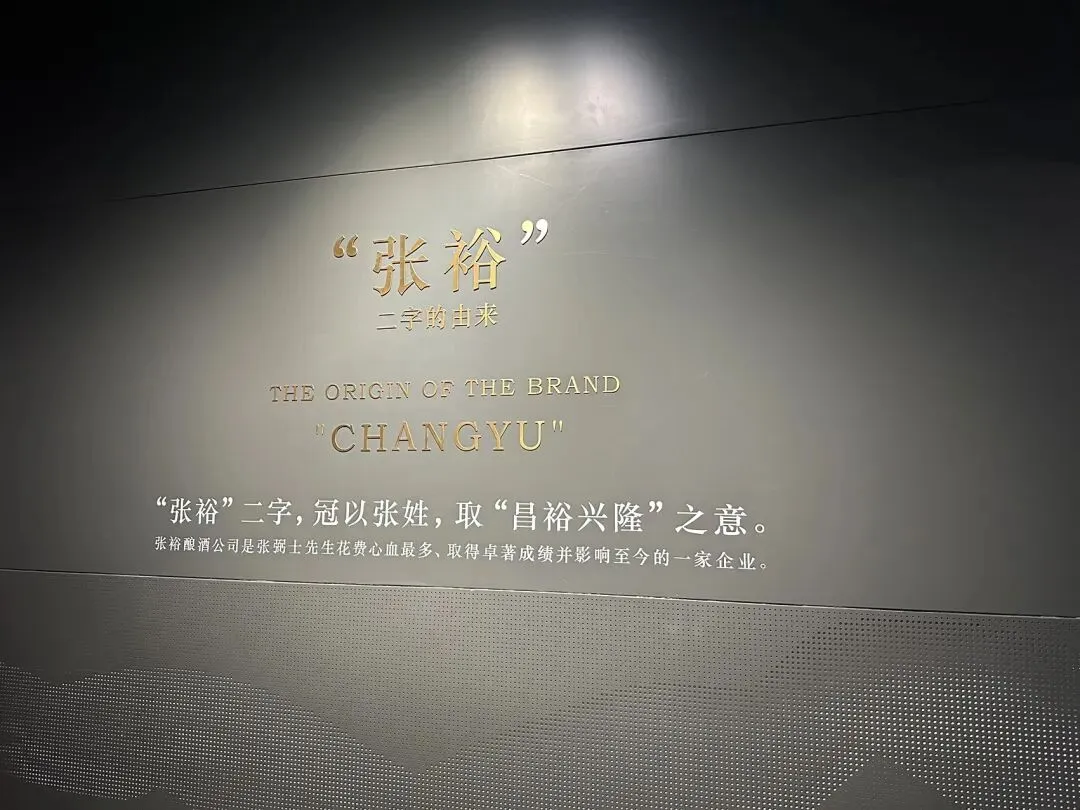 “张裕”
二字的由来
THE ORIGIN OF THE BRAND
"CHANGYU"
“张裕”二字，冠以张姓，取“昌裕兴隆”之意。
张裕酿酒公司是张弼士先生花费心血最多、取得卓著成绩并影响至今的一家企业。